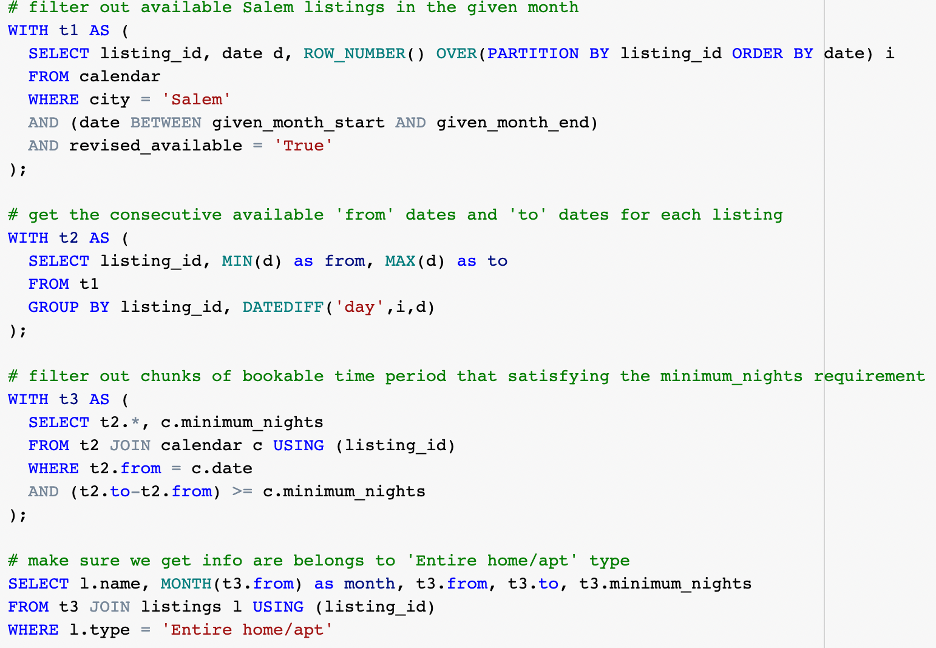 # filter out available Salem listings in the given month
WITH t1 AS (
  SELECT listing_id, date d, ROW_NUMBER() OVER(PARTITION BY listing_id ORDER BY date) i
  FROM calendar
  WHERE city = 'Salem'
  AND (date BETWEEN given_month_start AND given_month_end)
  AND revised_available = 'True'
);
# get the consecutive available 'from' dates and 'to' dates for each listing
WITH t2 AS (
  SELECT listing_id, MIN(d) as from, MAX(d) as to
  FROM t1
  GROUP BY listing_id, DATEDIFF('day',i,d)
);
# filter out chunks of bookable time period that satisfying the minimum_nights requirement
WITH t3 AS (
  SELECT t2.*, c.minimum_nights
  FROM t2 JOIN calendar c USING (listing_id)
  WHERE t2.from = c.date
  AND (t2.to-t2.from) >= c.minimum_nights
);
# make sure we get info are belongs to 'Entire home/apt' type
SELECT l.name, MONTH(t3.from) as month, t3.from, t3.to, t3.minimum_nights
FROM t3 JOIN listings l USING (listing_id)
WHERE l.type = 'Entire home/apt'